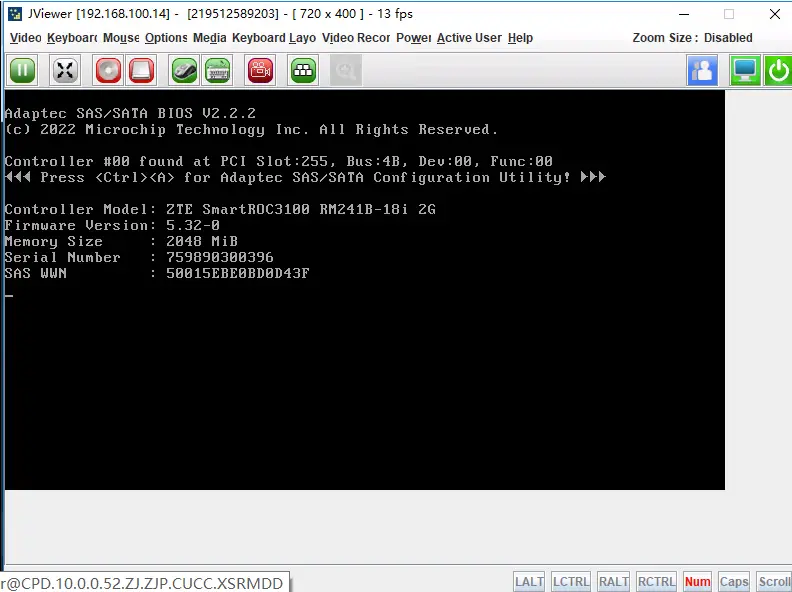 JViewer [192.168.100.14] - [219512589203] - [ 720 x 400 ] - 13 fps
Video Keyboard Mouse Options Media Keyboard Layo Video Recor Power Active User Help Zoom Size : Disabled
Adaptec SAS/SATA BIOS V2.2.2
(c) 2022 Microchip Technology Inc. All Rights Reserved.
Controller #00 found at PCI Slot:255, Bus:4B, Dev:00, Func:00
◄◄◄ Press <Ctrl><A> for Adaptec SAS/SATA Configuration Utility! ►►►
Controller Model: ZTE SmartROC3100 RM241B-18i 2G
Firmware Version: 5.32-0
Memory Size : 2048 MiB
Serial Number : 759890300396
SAS WWN : 50015EBE0BD0D43F
r@CPD.10.0.0.52.ZJ.ZJP.CUCC.XSRMDD
LALT LCTRL RALT RCTRL Num Caps Scroll